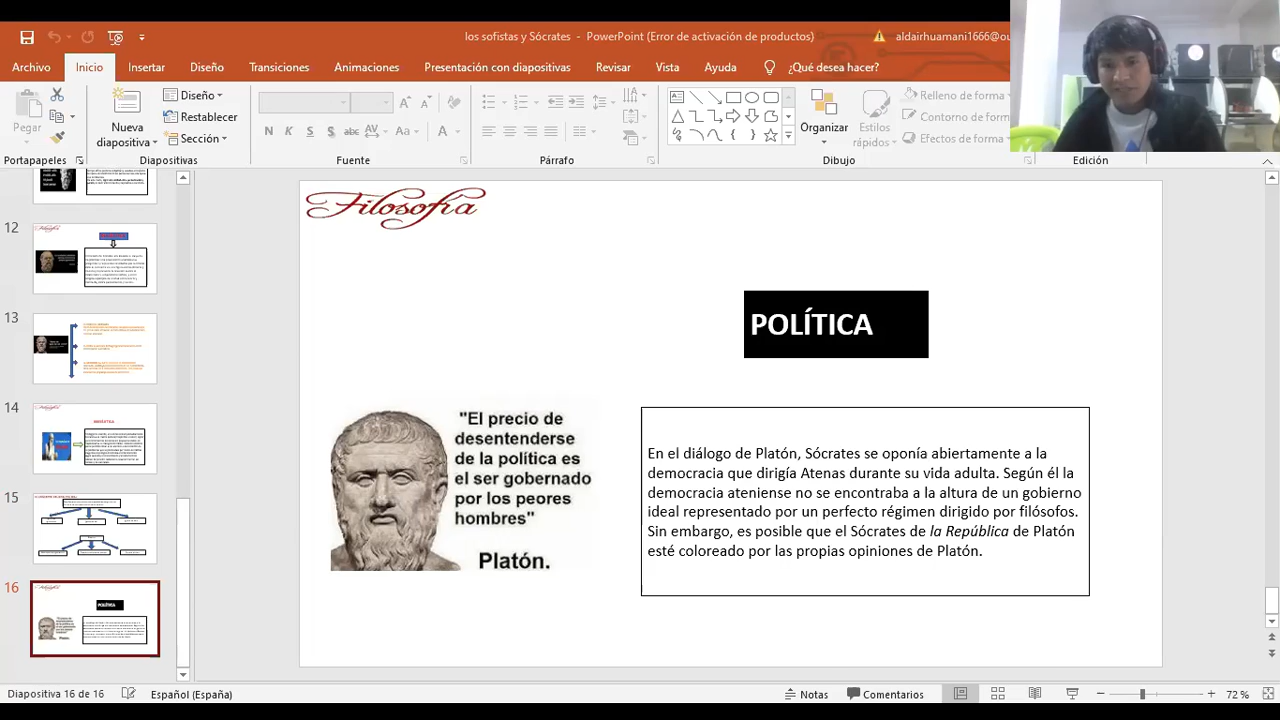 los sofistas y Sócrates - PowerPoint (Error de activación de productos)
aldairhuamani1666@ou
Archivo
Inicio
Insertar
Diseño
Transiciones
Animaciones
Presentación con diapositivas
Revisar
Vista
Ayuda
¿Qué desea hacer?
Pegar
Nueva
diapositiva
Diseño
Restablecer
Sección
N
K
S
abc
AV
Aa
A
Organizar
Estilos
rápidos
Relleno de forma
Contorno de forma
Efectos de forma
Portapapeles
Diapositivas
Fuente
Párrafo
Dibujo
Edición
12
13
14
15
16
POLÍTICA
Filosofía
POLÍTICA
"El precio de
desentenderse
de la política es
el ser gobernado
por los peores
hombres"
Platón.
En el diálogo de Platón, Sócrates se oponía abiertamente a la
democracia que dirigía Atenas durante su vida adulta. Según él la
democracia ateniense no se encontraba a la altura de un gobierno
ideal representado por un perfecto régimen dirigido por filósofos.
Sin embargo, es posible que el Sócrates de la República de Platón
esté coloreado por las propias opiniones de Platón.
Diapositiva 16 de 16
Español (España)
Notas
Comentarios
72 %